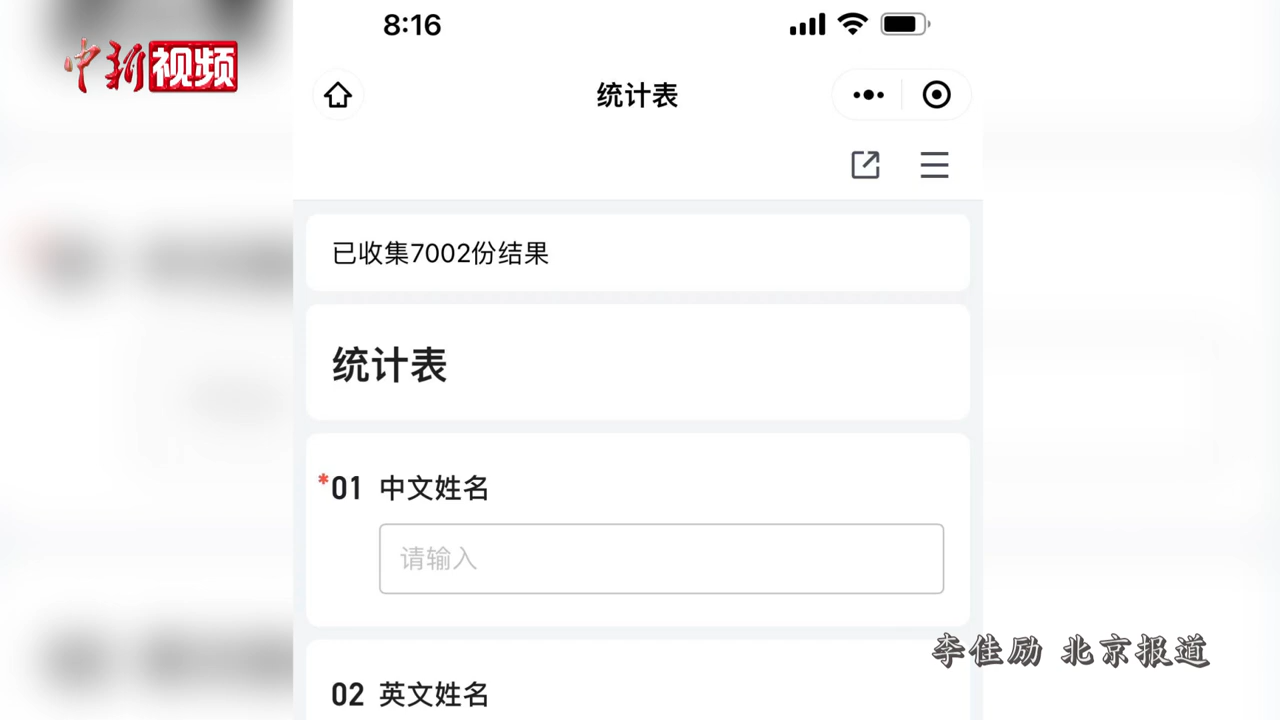 中新视频
8:16
统计表
已收集7002份结果
统计表
*01 中文姓名
请输入
02 英文姓名
李佳励 北京报道